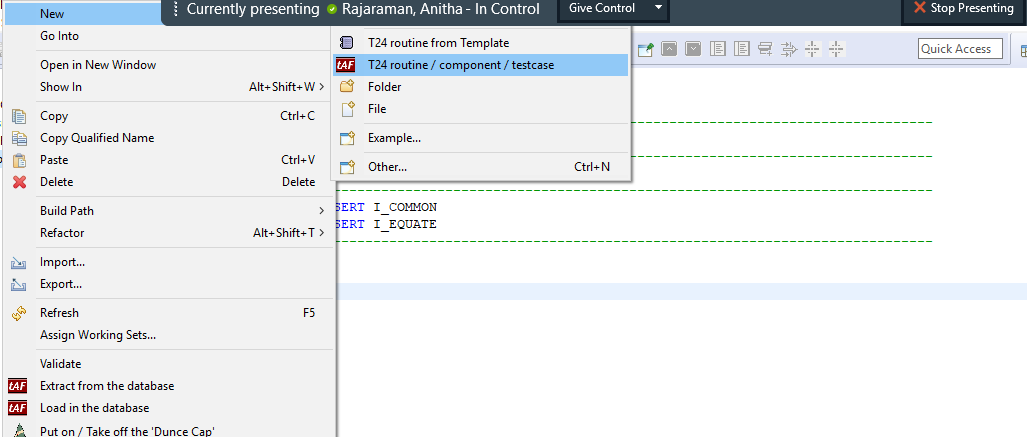 Currently presenting Rajaraman, Anitha - In Control
Give Control
Stop Presenting
New
Go Into
Open in New Window
Show In Alt+Shift+W
Copy Ctrl+C
Copy Qualified Name
Paste Ctrl+V
Delete Delete
Build Path
Refactor Alt+Shift+T
Import...
Export...
Refresh F5
Assign Working Sets...
Validate
tAF Extract from the database
tAF Load in the database
Put on / Take off the 'Dunce Cap'
T24 routine from Template
tAF T24 routine / component / testcase
Folder
File
Example...
Other... Ctrl+N
Quick Access
SERT I_COMMON
SERT I_EQUATE